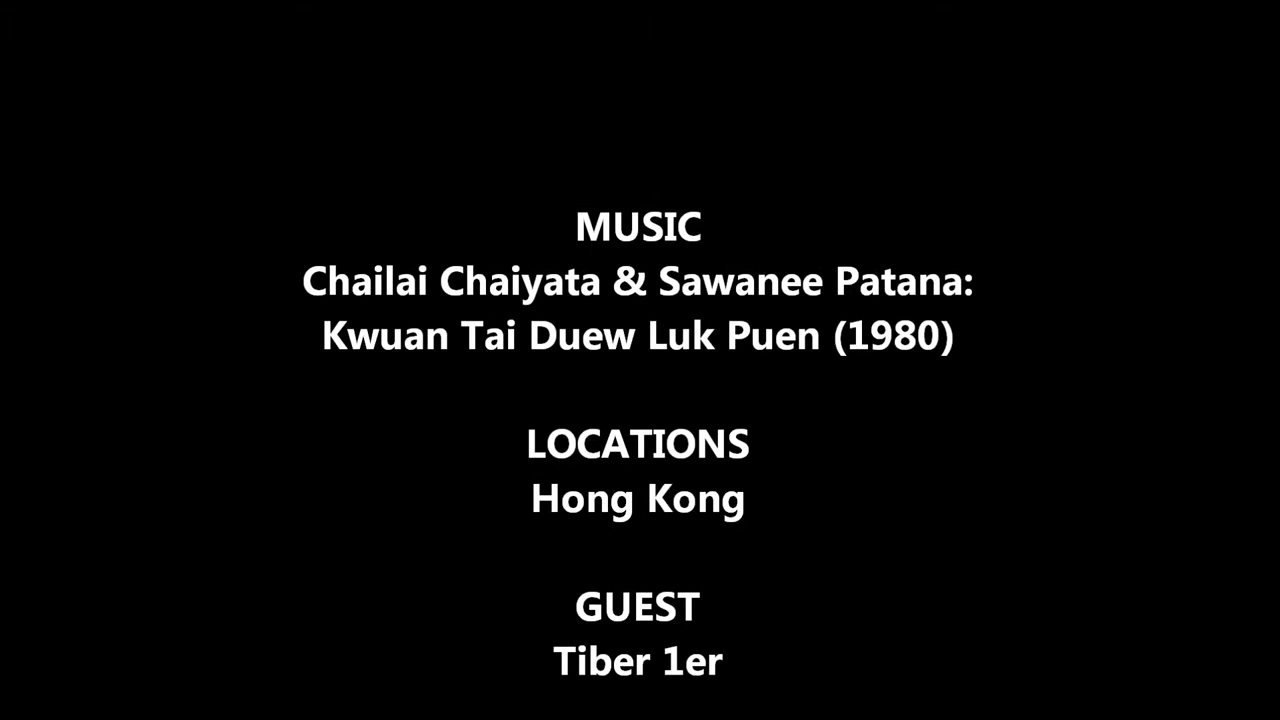 MUSIC
Chailai Chaiyata & Sawanee Patana:
Kwuan Tai Duew Luk Puen (1980)
LOCATIONS
Hong Kong
GUEST
Tiber 1er